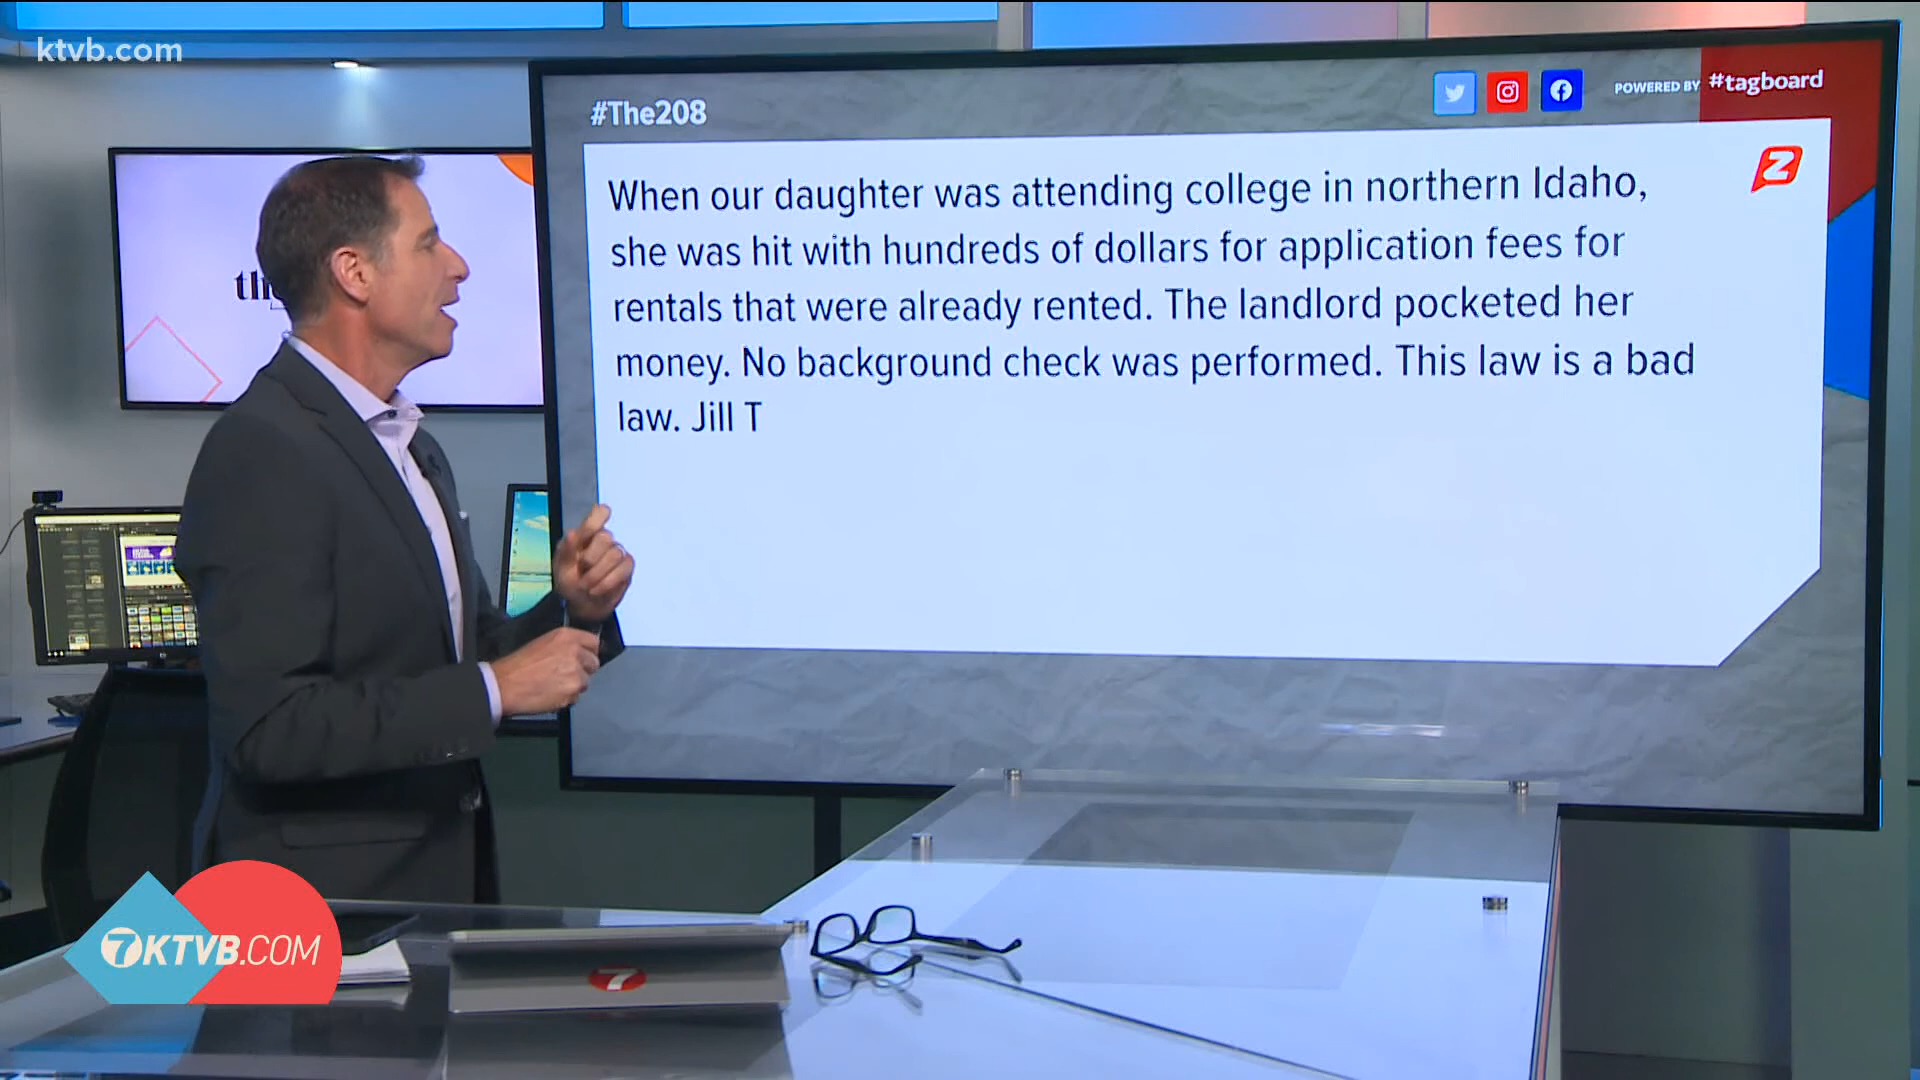 ktvb.com
#The208
POWERED BY #tagboard
When our daughter was attending college in northern Idaho,
she was hit with hundreds of dollars for application fees for
rentals that were already rented. The landlord pocketed her
money. No background check was performed. This law is a bad
law. Jill T
7KTVB.COM
7